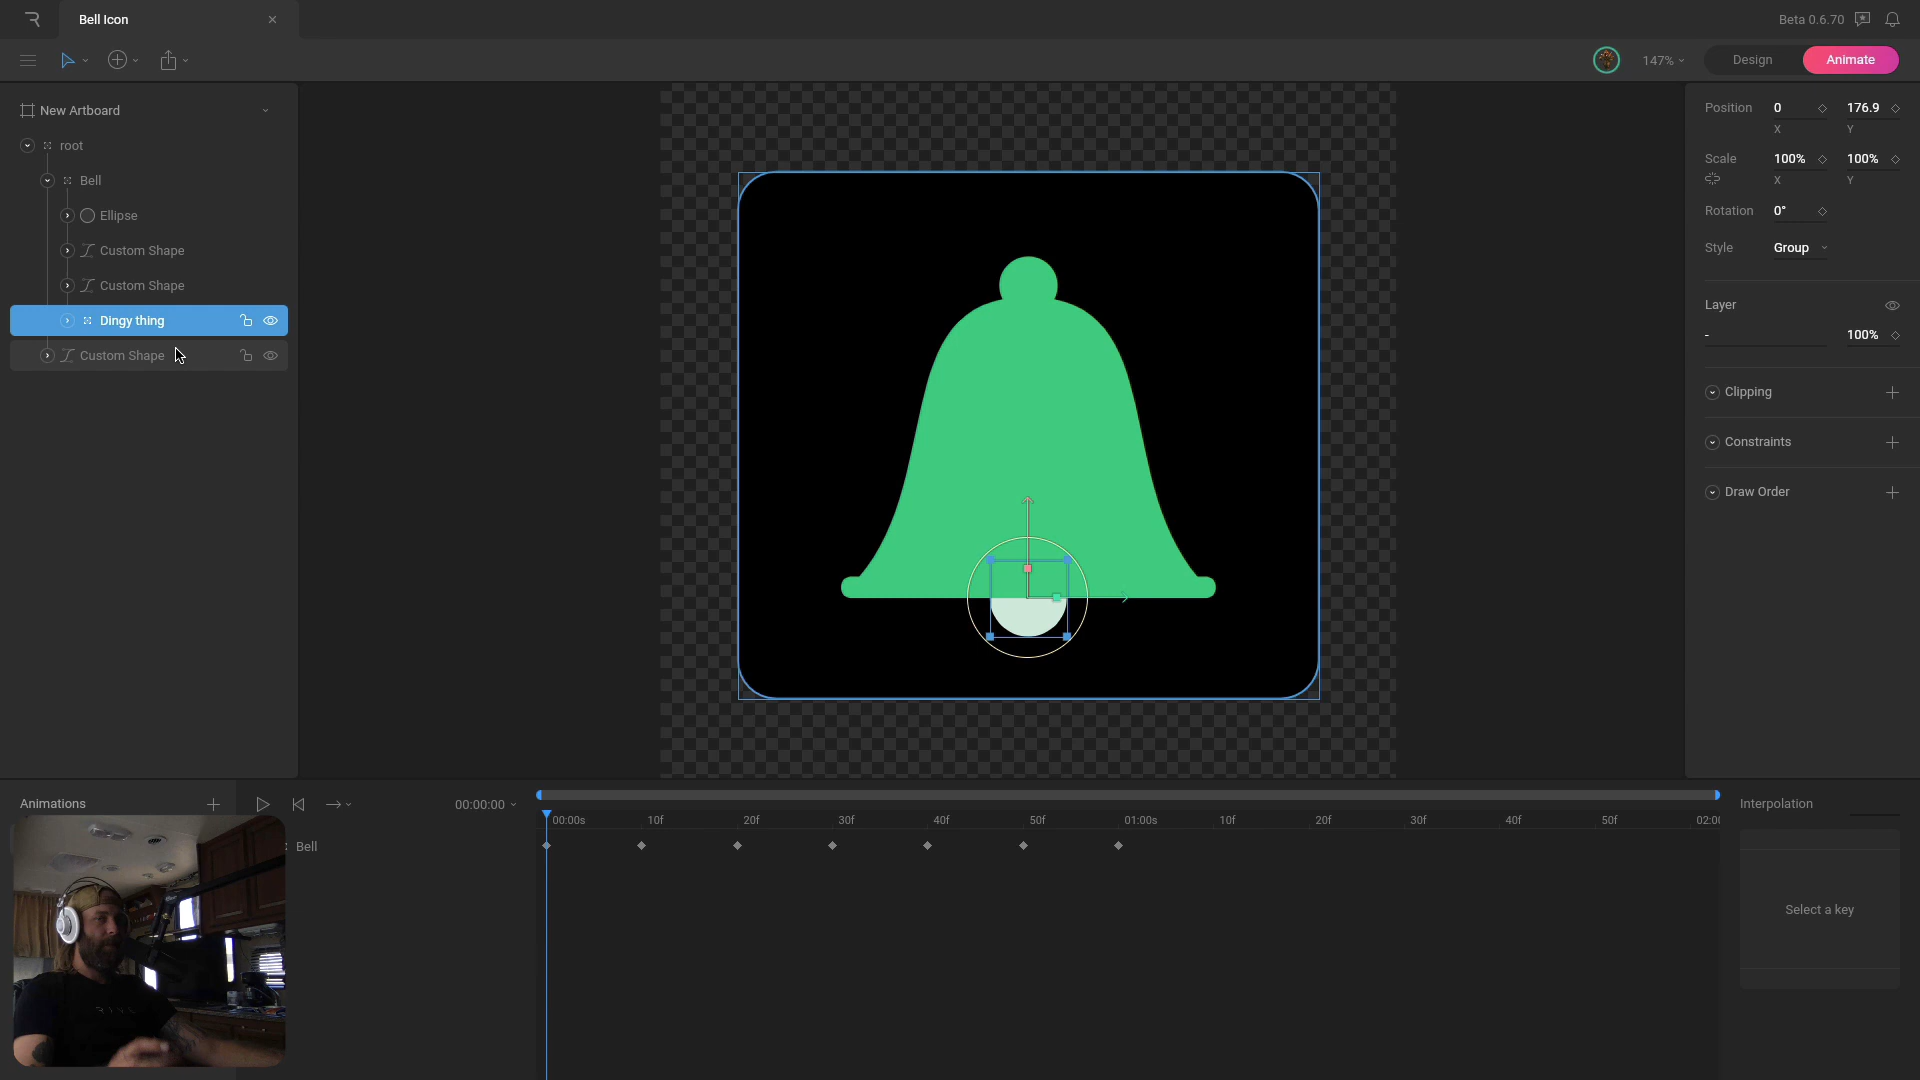 Bell Icon
Beta 0.6.70
147%
Design
Animate
New Artboard
root
Bell
Ellipse
Custom Shape
Custom Shape
Dingy thing
Custom Shape
Position
0
176.9
X
Y
Scale
100%
100%
X
Y
Rotation
0°
Style
Group
Layer
-
100%
Clipping
Constraints
Draw Order
Animations
00:00:00
00:00s
10f
20f
30f
40f
50f
01:00s
10f
20f
30f
40f
50f
02:00
Bell
Interpolation
Select a key